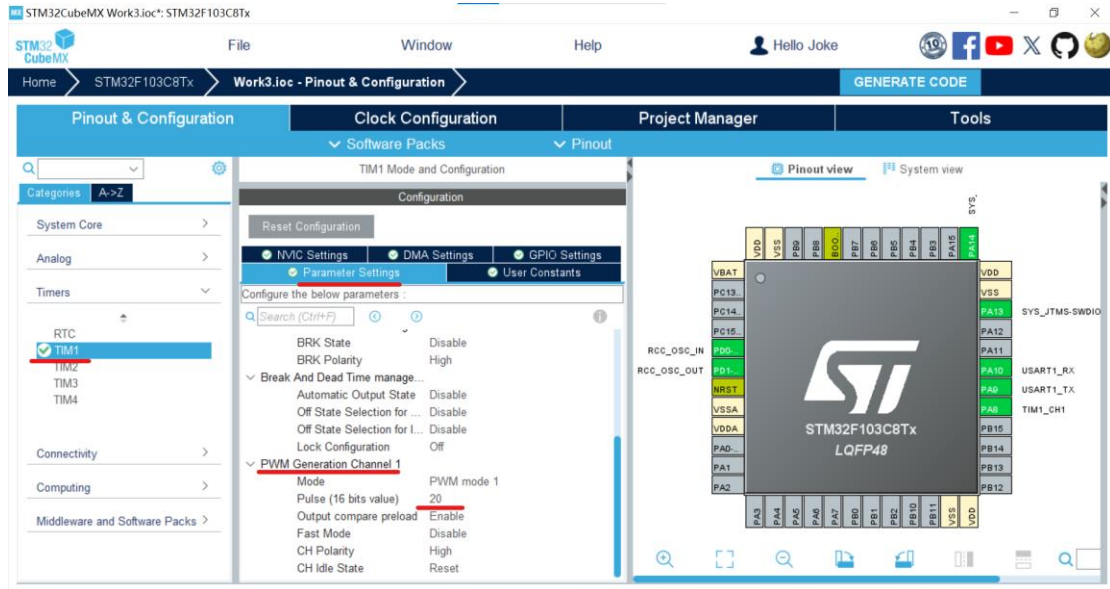 STM32CubeMX Work3.ioc*: STM32F103C8Tx
STM32 CubeMX
File Window Help Hello Joke
Home STM32F103C8Tx Work3.ioc - Pinout & Configuration GENERATE CODE
Pinout & Configuration Clock Configuration Project Manager Tools
Software Packs Pinout
TIM1 Mode and Configuration
Pinout view System view
Categories A->Z
Configuration
System Core
Reset Configuration
Analog
NVIC Settings DMA Settings GPIO Settings
Parameter Settings User Constants
Timers
Configure the below parameters :
Search (Ctrl+F)
RTC
TIM1
TIM2
TIM3
TIM4
Connectivity
Computing
Middleware and Software Packs
BRK State Disable
BRK Polarity High
Break And Dead Time manage...
Automatic Output State Disable
Off State Selection for ... Disable
Off State Selection for I... Disable
Lock Configuration Off
PWM Generation Channel 1
Mode PWM mode 1
Pulse (16 bits value) 20
Output compare preload Enable
Fast Mode Disable
CH Polarity High
CH Idle State Reset
SYS_
VDD VSS PB9 PB8 BOO.. PB7 PB6 PB5 PB4 PB3 PA15 PA14
VBAT VDD
PC13.. VSS
PC14.. PA13 SYS_JTMS-SWDIO
PC15.. PA12
RCC_OSC_IN PD0-.. PA11
RCC_OSC_OUT PD1-.. PA10 USART1_RX
NRST PA9 USART1_TX
VSSA PA8 TIM1_CH1
VDDA PB15
PA0-.. PB14
PA1 PB13
PA2 PB12
STM32F103C8Tx
LQFP48
PA3 PA4 PA5 PA6 PA7 PB0 PB1 PB2 PB10 PB11 VSS VDD